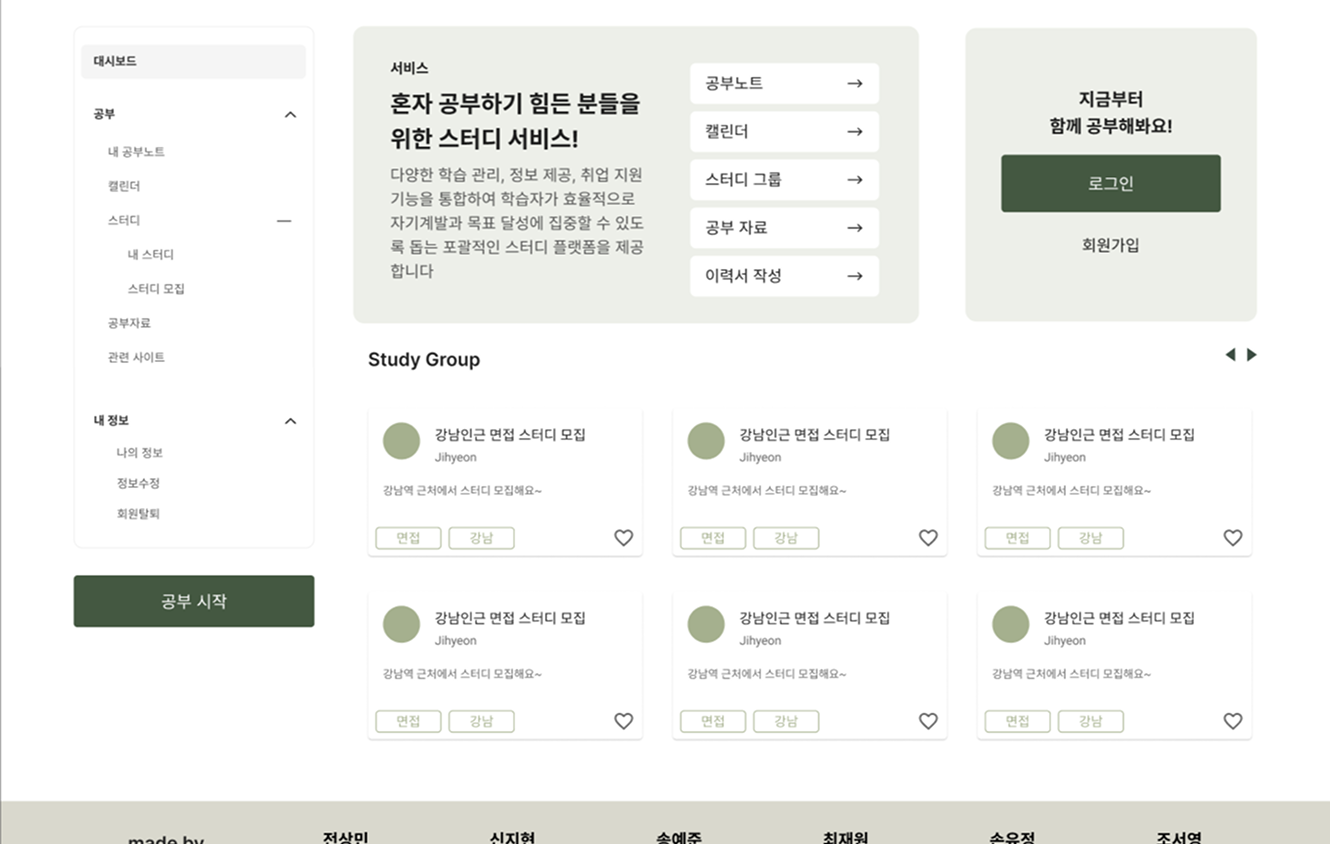 대시보드
공부
내 공부노트
캘린더
스터디
내 스터디
스터디 모집
공부자료
관련 사이트
내 정보
나의 정보
정보수정
회원탈퇴
공부 시작
서비스
혼자 공부하기 힘든 분들을
위한 스터디 서비스!
다양한 학습 관리, 정보 제공, 취업 지원
기능을 통합하여 학습자가 효율적으로
자기계발과 목표 달성에 집중할 수 있도
록 돕는 포괄적인 스터디 플랫폼을 제공
합니다
공부노트 →
캘린더 →
스터디 그룹 →
공부 자료 →
이력서 작성 →
지금부터
함께 공부해봐요!
로그인
회원가입
Study Group
강남인근 면접 스터디 모집
Jihyeon
강남역 근처에서 스터디 모집해요~
면접 강남
강남인근 면접 스터디 모집
Jihyeon
강남역 근처에서 스터디 모집해요~
면접 강남
강남인근 면접 스터디 모집
Jihyeon
강남역 근처에서 스터디 모집해요~
면접 강남
강남인근 면접 스터디 모집
Jihyeon
강남역 근처에서 스터디 모집해요~
면접 강남
강남인근 면접 스터디 모집
Jihyeon
강남역 근처에서 스터디 모집해요~
면접 강남
강남인근 면접 스터디 모집
Jihyeon
강남역 근처에서 스터디 모집해요~
면접 강남
made by 전상민 신지현 송예준 최재원 손유정 조서영